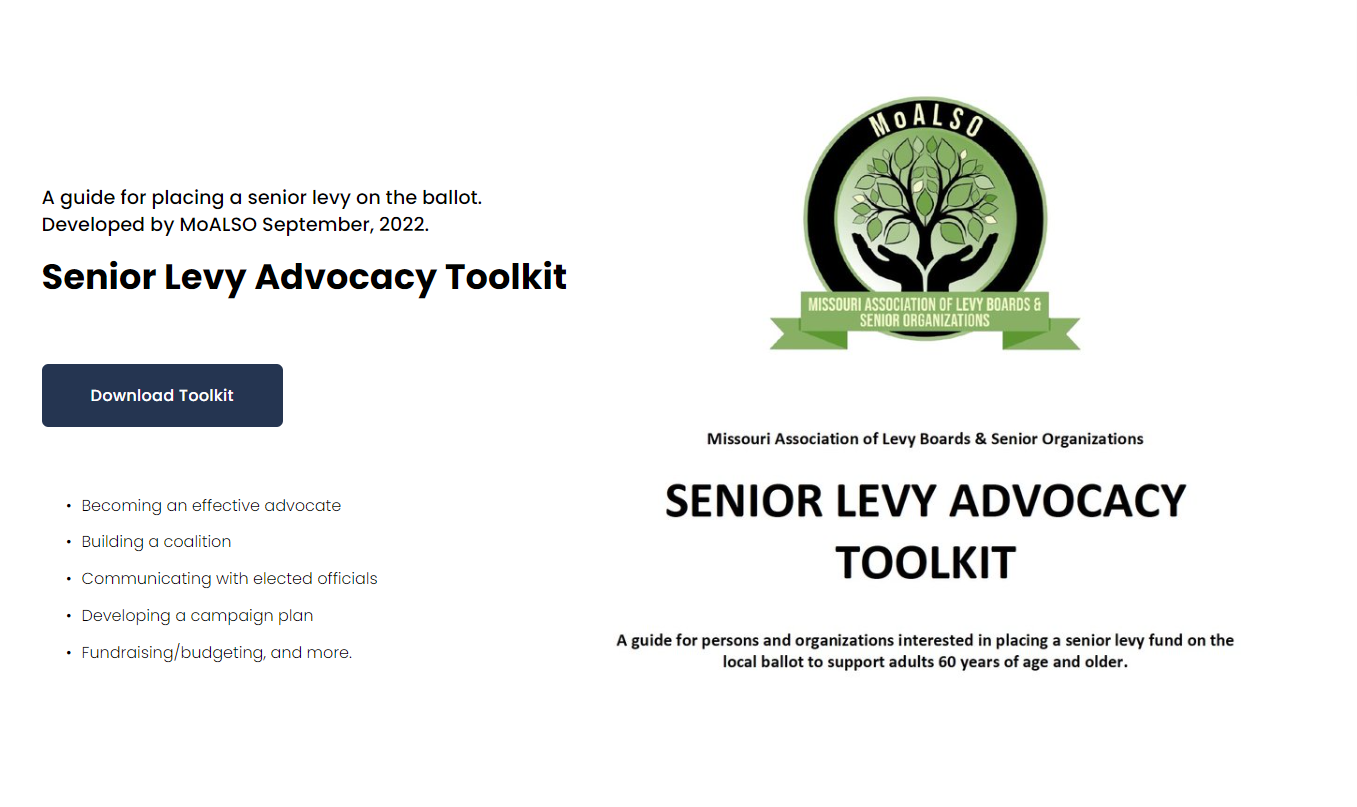 A guide for placing a senior levy on the ballot.
Developed by MoALSO September, 2022.
Senior Levy Advocacy Toolkit
Download Toolkit
• Becoming an effective advocate
• Building a coalition
• Communicating with elected officials
• Developing a campaign plan
• Fundraising/budgeting, and more.
MoALSO
MISSOURI ASSOCIATION OF LEVY BOARDS &
SENIOR ORGANIZATIONS
Missouri Association of Levy Boards & Senior Organizations
SENIOR LEVY ADVOCACY
TOOLKIT
A guide for persons and organizations interested in placing a senior levy fund on the
local ballot to support adults 60 years of age and older.